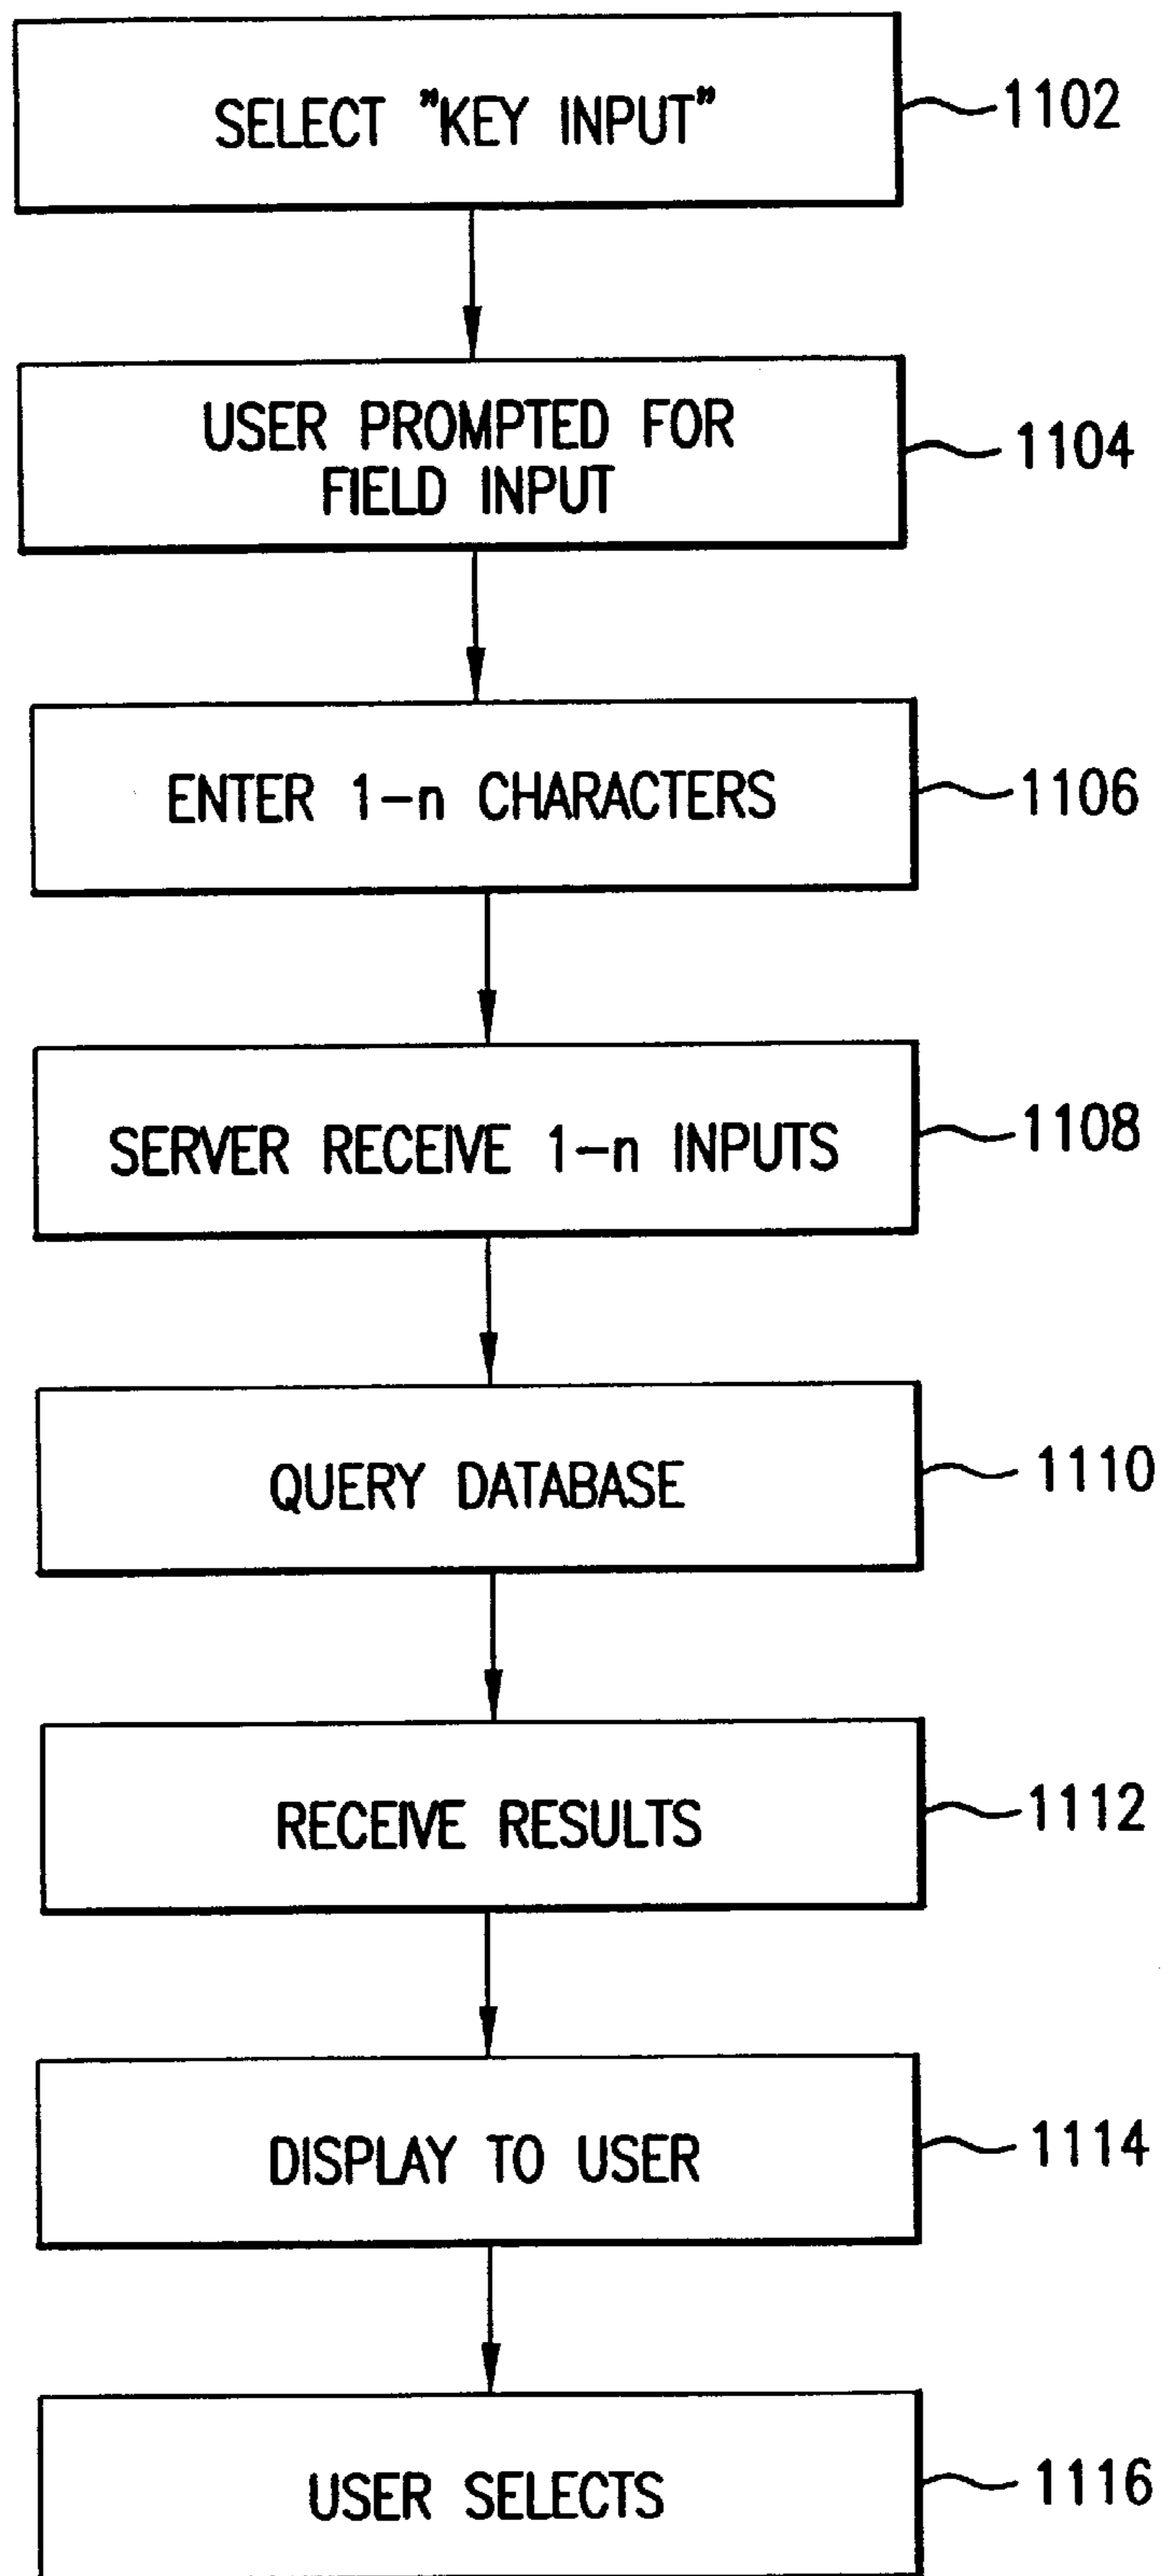 SELECT "KEY INPUT"
1102
USER PROMPTED FOR
FIELD INPUT
1104
ENTER 1-n CHARACTERS
1106
SERVER RECEIVE 1-n INPUTS
1108
QUERY DATABASE
1110
RECEIVE RESULTS
1112
DISPLAY TO USER
1114
USER SELECTS
1116